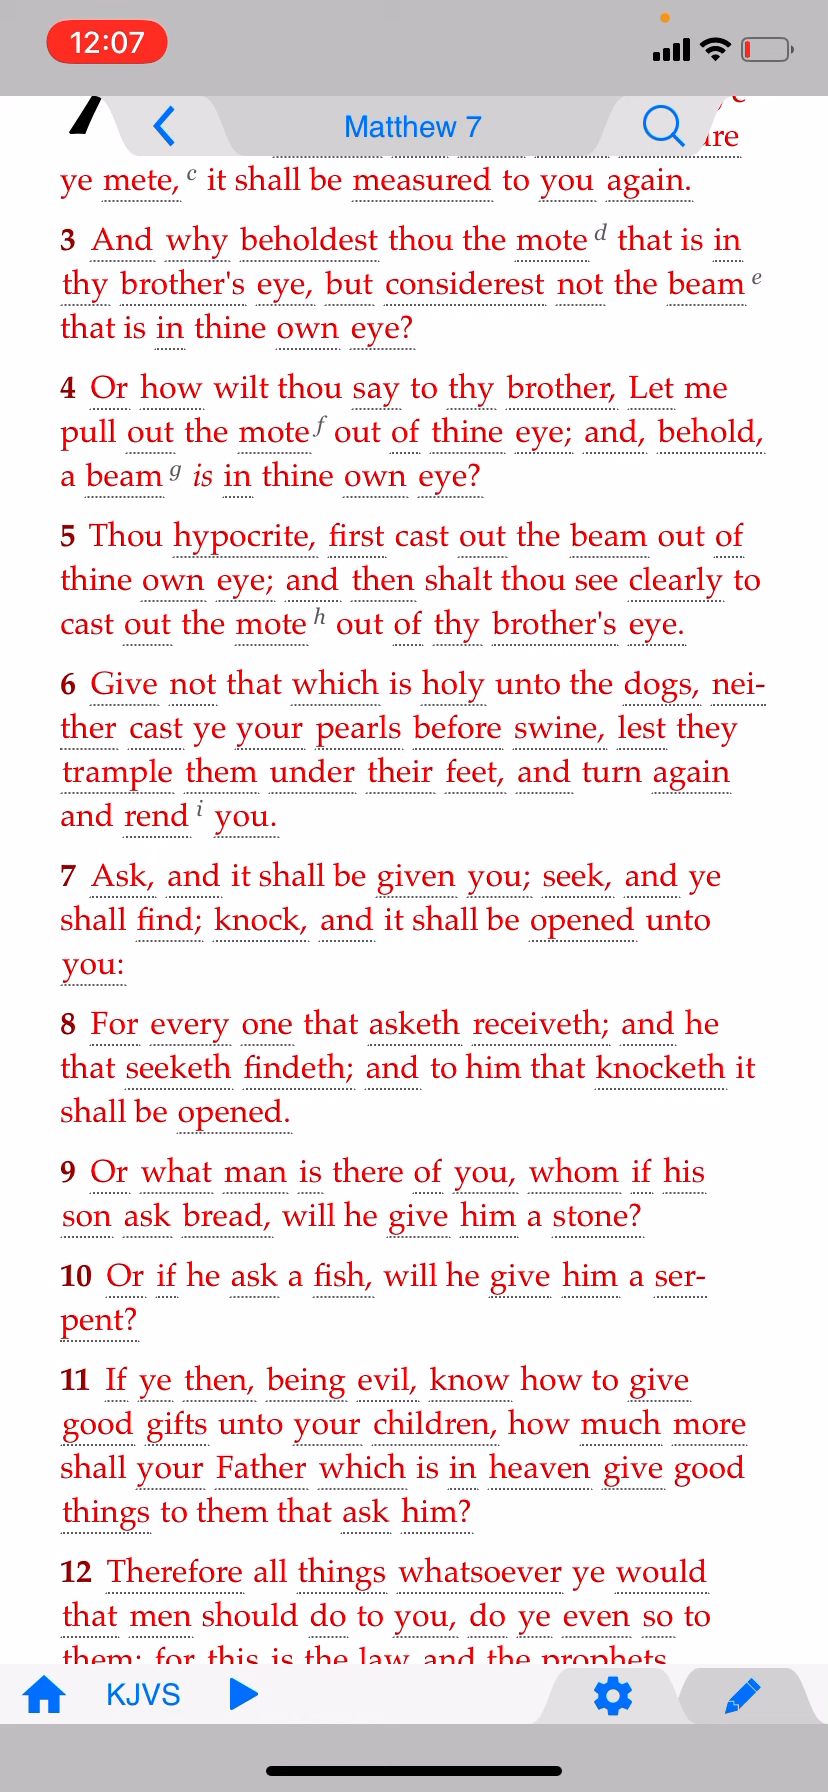 12:07
Matthew 7
ye mete, c it shall be measured to you again.
3 And why beholdest thou the mote d that is in
thy brother's eye, but considerest not the beam e
that is in thine own eye?
4 Or how wilt thou say to thy brother, Let me
pull out the mote f out of thine eye; and, behold,
a beam g is in thine own eye?
5 Thou hypocrite, first cast out the beam out of
thine own eye; and then shalt thou see clearly to
cast out the mote h out of thy brother's eye.
6 Give not that which is holy unto the dogs, nei-
ther cast ye your pearls before swine, lest they
trample them under their feet, and turn again
and rend i you.
7 Ask, and it shall be given you; seek, and ye
shall find; knock, and it shall be opened unto
you:
8 For every one that asketh receiveth; and he
that seeketh findeth; and to him that knocketh it
shall be opened.
9 Or what man is there of you, whom if his
son ask bread, will he give him a stone?
10 Or if he ask a fish, will he give him a ser-
pent?
11 If ye then, being evil, know how to give
good gifts unto your children, how much more
shall your Father which is in heaven give good
things to them that ask him?
12 Therefore all things whatsoever ye would
that men should do to you, do ye even so to
them: for this is the law and the prophets.
KJVS